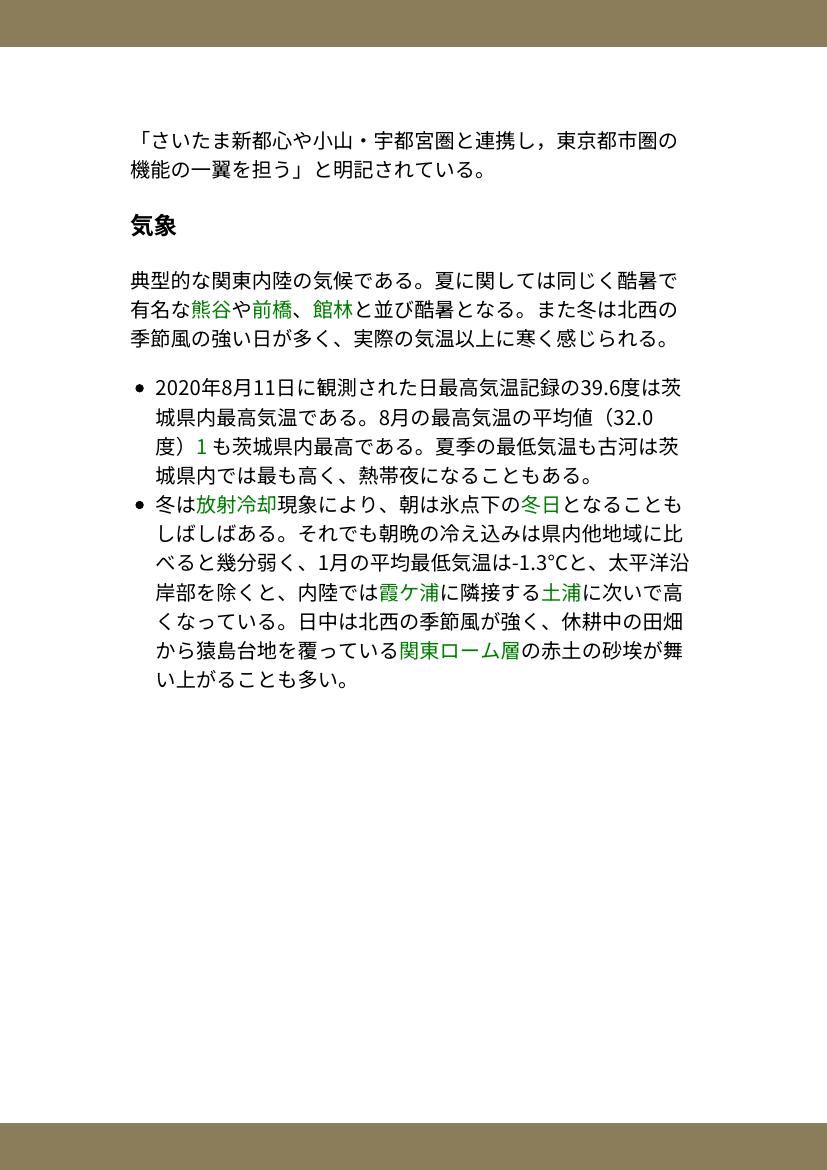 「さいたま新都心や小山・宇都宮圏と連携し，東京都市圏の
機能の一翼を担う」と明記されている。
気象
典型的な関東内陸の気候である。夏に関しては同じく酷暑で
有名な熊谷や前橋、館林と並び酷暑となる。また冬は北西の
季節風の強い日が多く、実際の気温以上に寒く感じられる。
• 2020年8月11日に観測された日最高気温記録の39.6度は茨
城県内最高気温である。8月の最高気温の平均値（32.0
度）1 も茨城県内最高である。夏季の最低気温も古河は茨
城県内では最も高く、熱帯夜になることもある。
• 冬は放射冷却現象により、朝は氷点下の冬日となることも
しばしばある。それでも朝晩の冷え込みは県内他地域に比
べると幾分弱く、1月の平均最低気温は-1.3℃と、太平洋沿
岸部を除くと、内陸では霞ケ浦に隣接する土浦に次いで高
くなっている。日中は北西の季節風が強く、休耕中の田畑
から猿島台地を覆っている関東ローム層の赤土の砂埃が舞
い上がることも多い。